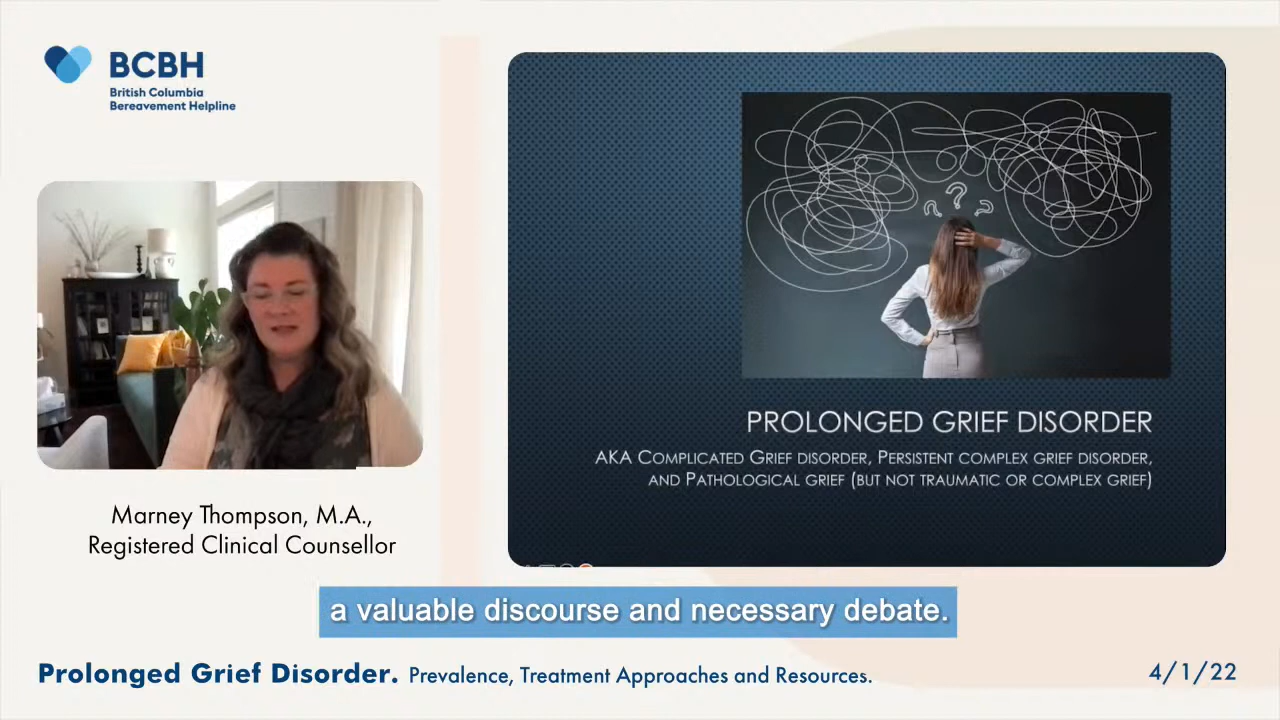 BCBH
British Columbia
Bereavement Helpline
PROLONGED GRIEF DISORDER
AKA COMPLICATED GRIEF DISORDER, PERSISTENT COMPLEX GRIEF DISORDER,
AND PATHOLOGICAL GRIEF (BUT NOT TRAUMATIC OR COMPLEX GRIEF)
Marney Thompson, M.A.,
Registered Clinical Counsellor
a valuable discourse and necessary debate.
Prolonged Grief Disorder. Prevalence, Treatment Approaches and Resources.
4/1/22